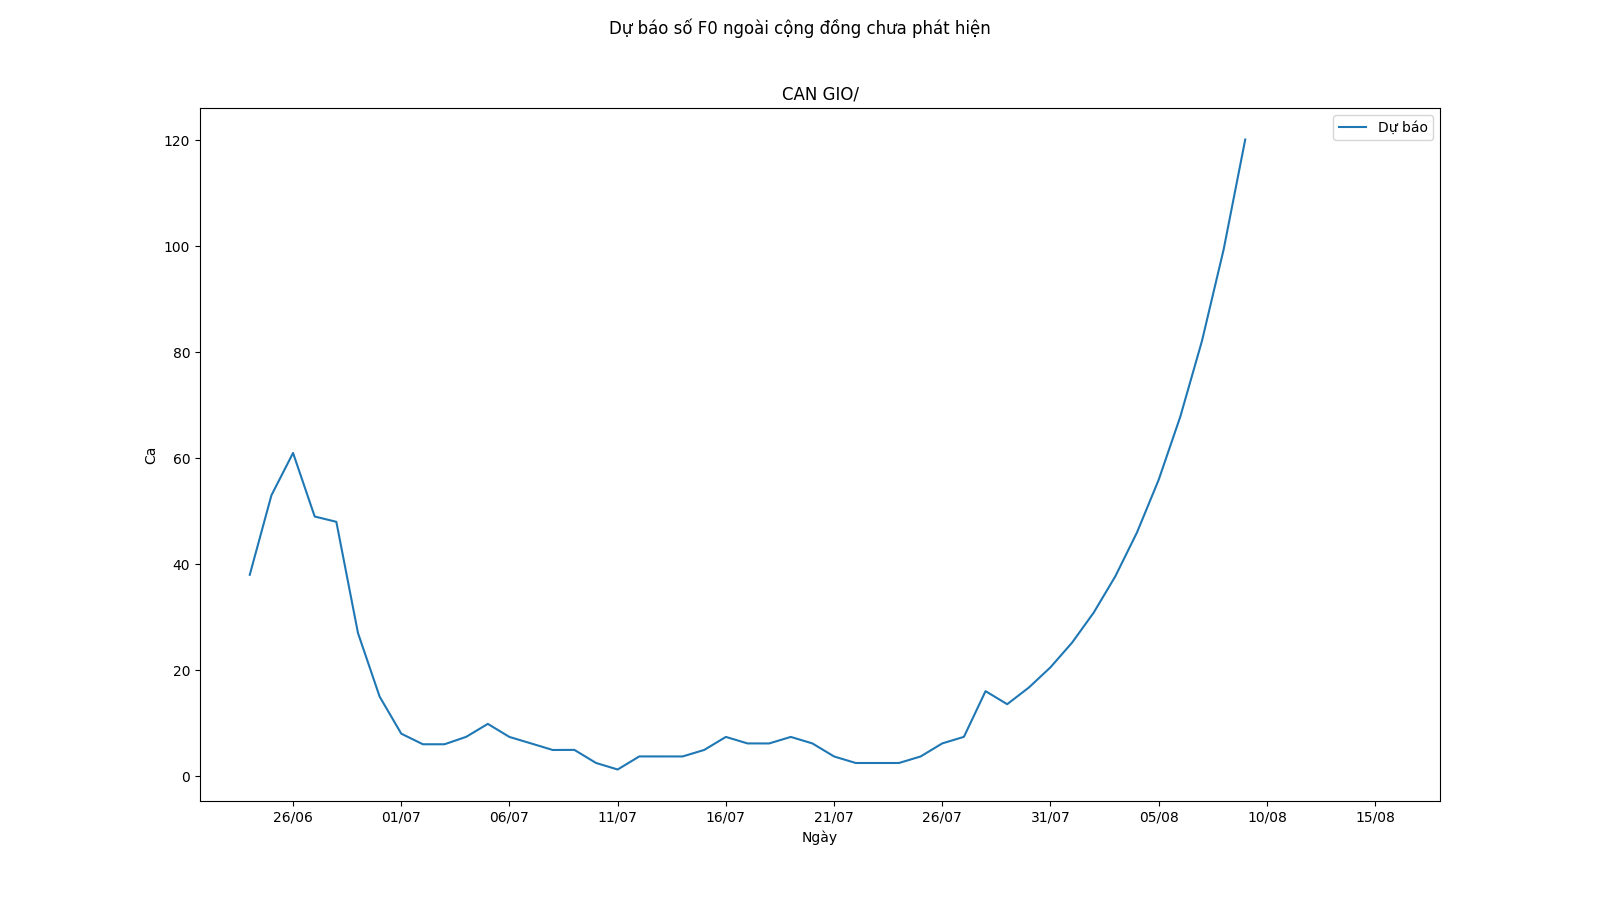 Dự báo số F0 ngoài cộng đồng chưa phát hiện
CAN GIO/
Dự báo
120
100
80
60
40
20
0
Ca
26/06 01/07 06/07 11/07 16/07 21/07 26/07 31/07 05/08 10/08 15/08
Ngày